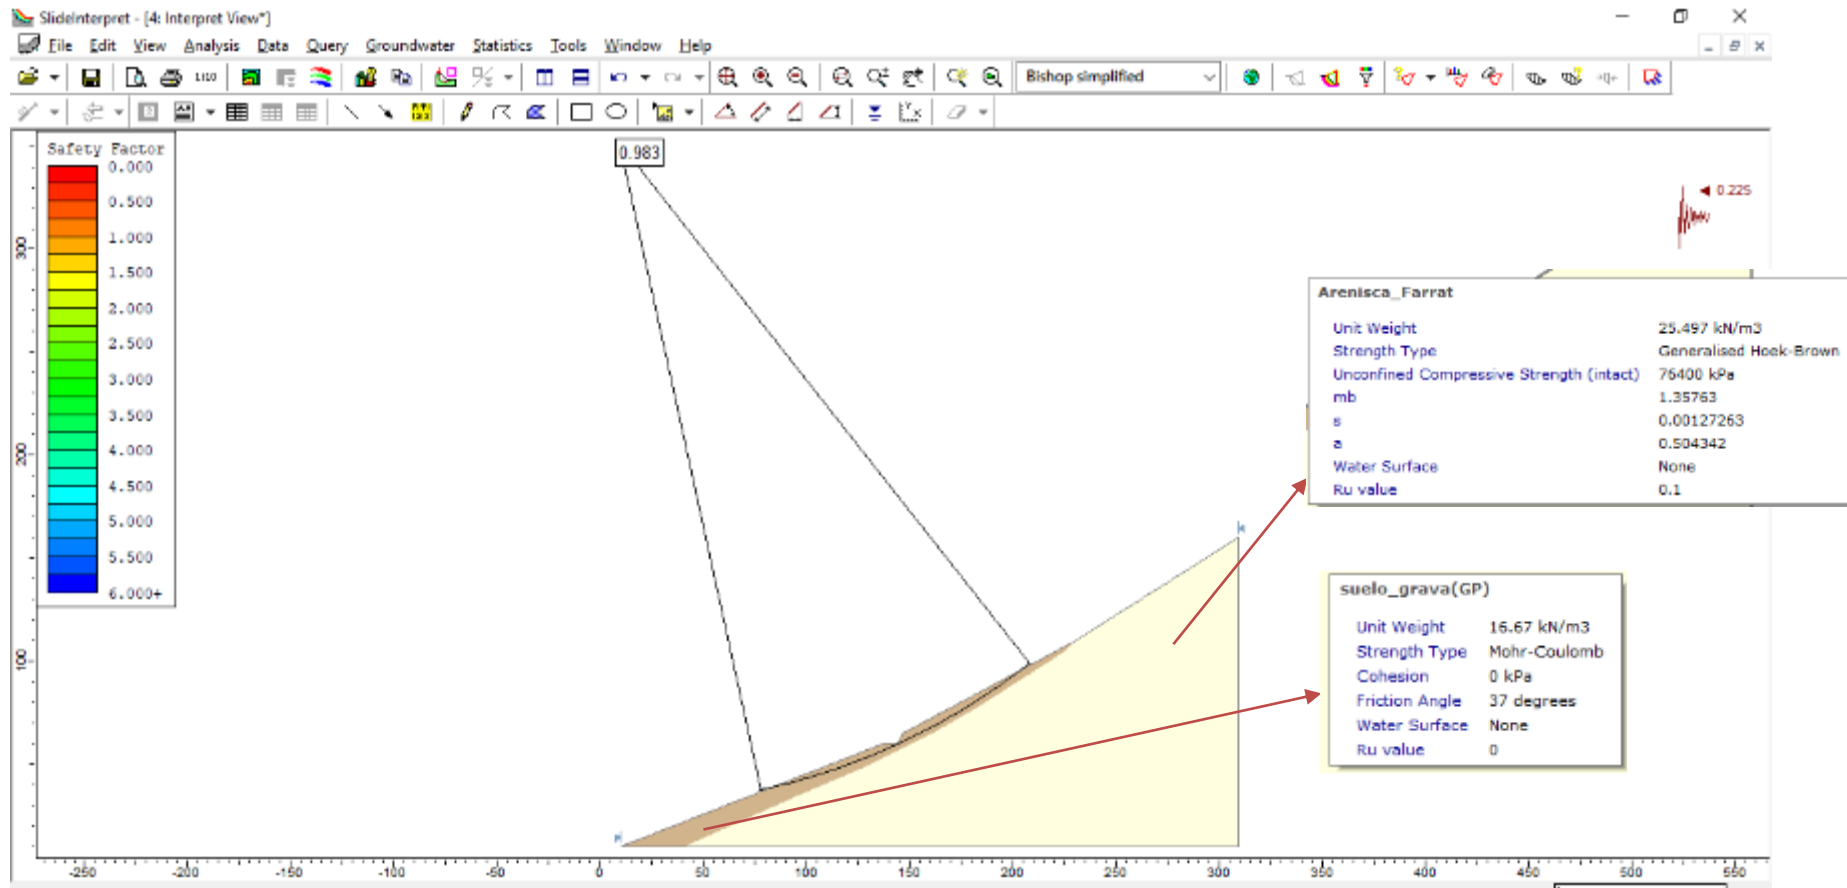 SlideInterpret - [4: Interpret View*]
File Edit View Analysis Data Query Groundwater Statistics Tools Window Help
Bishop simplified
Safety Factor
0.000
0.500
1.000
1.500
2.000
2.500
3.000
3.500
4.000
4.500
5.000
5.500
6.000+
0.983
0.225
Arenisca_Farrat
Unit Weight 25.497 kN/m3
Strength Type Generalised Hoek-Brown
Unconfined Compressive Strength (intact) 76400 kPa
mb 1.35763
s 0.00127263
a 0.504342
Water Surface None
Ru value 0.1
suelo_grava(GP)
Unit Weight 16.67 kN/m3
Strength Type Mohr-Coulomb
Cohesion 0 kPa
Friction Angle 37 degrees
Water Surface None
Ru value 0
300
200
100
-250 -200 -150 -100 -50 0 50 100 150 200 250 300 350 400 450 500 550